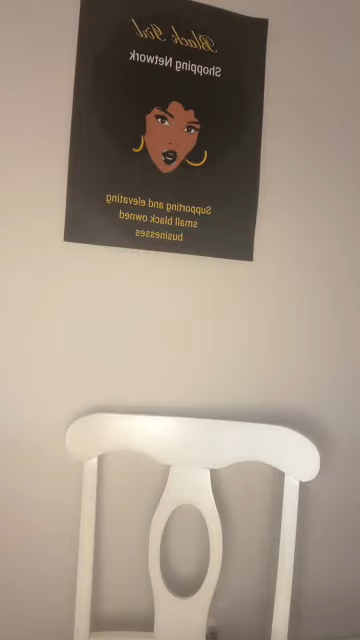 Black Girl
Shopping Network
Supporting and elevating
small black owned
businesses